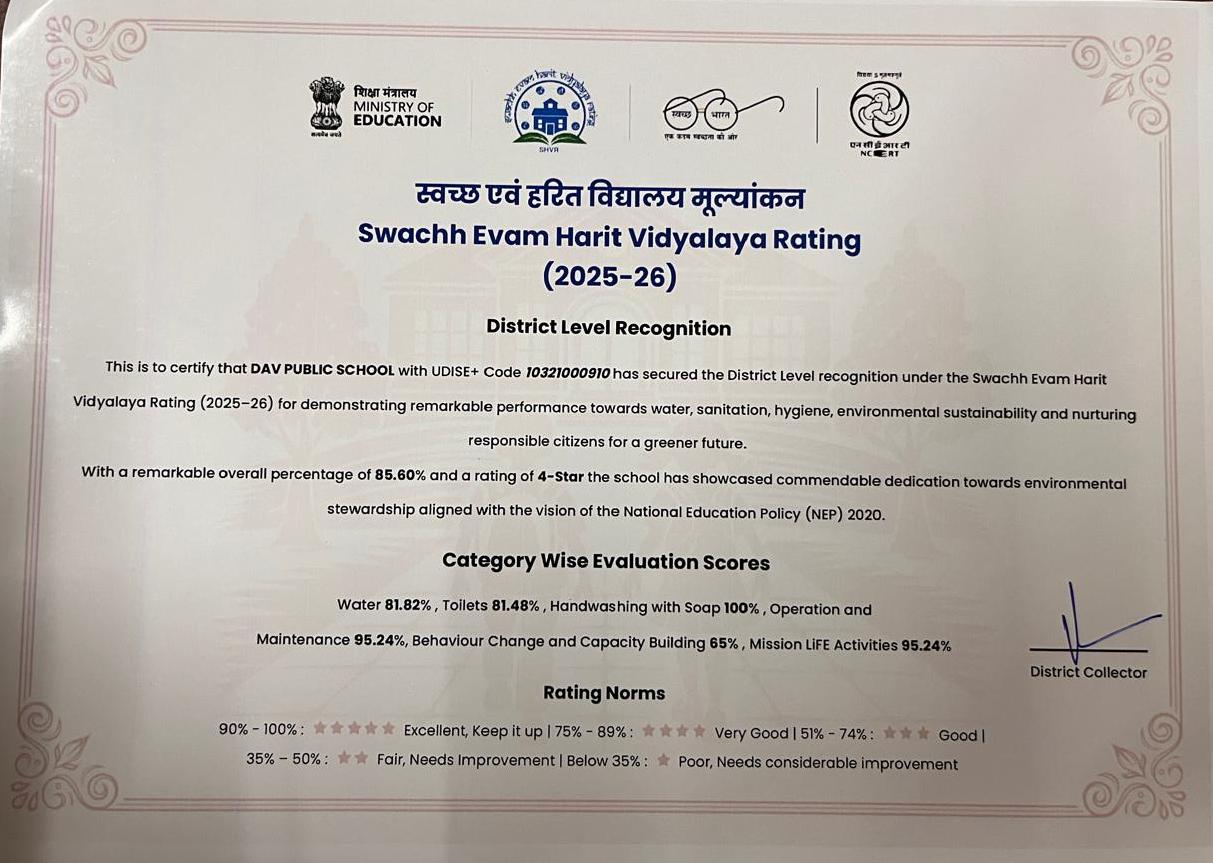 शिक्षा मंत्रालय
MINISTRY OF
EDUCATION
सत्यमेव जयते
swachh evam harit vidyalaya rating
SHVR
स्वच्छ भारत
एक कदम स्वच्छता की ओर
एन सी ई आर टी
NCERT
स्वच्छ एवं हरित विद्यालय मूल्यांकन
Swachh Evam Harit Vidyalaya Rating
(2025-26)
District Level Recognition
This is to certify that DAV PUBLIC SCHOOL with UDISE+ Code 10321000910 has secured the District Level recognition under the Swachh Evam Harit
Vidyalaya Rating (2025-26) for demonstrating remarkable performance towards water, sanitation, hygiene, environmental sustainability and nurturing
responsible citizens for a greener future.
With a remarkable overall percentage of 85.60% and a rating of 4-Star the school has showcased commendable dedication towards environmental
stewardship aligned with the vision of the National Education Policy (NEP) 2020.
Category Wise Evaluation Scores
Water 81.82% , Toilets 81.48% , Handwashing with Soap 100% , Operation and
Maintenance 95.24%, Behaviour Change and Capacity Building 65% , Mission LiFE Activities 95.24%
District Collector
Rating Norms
90% - 100% : ★★★★★ Excellent, Keep it up | 75% - 89% : ★★★★ Very Good | 51% - 74% : ★★★ Good |
35% – 50% : ★★ Fair, Needs Improvement | Below 35% : ★ Poor, Needs considerable improvement